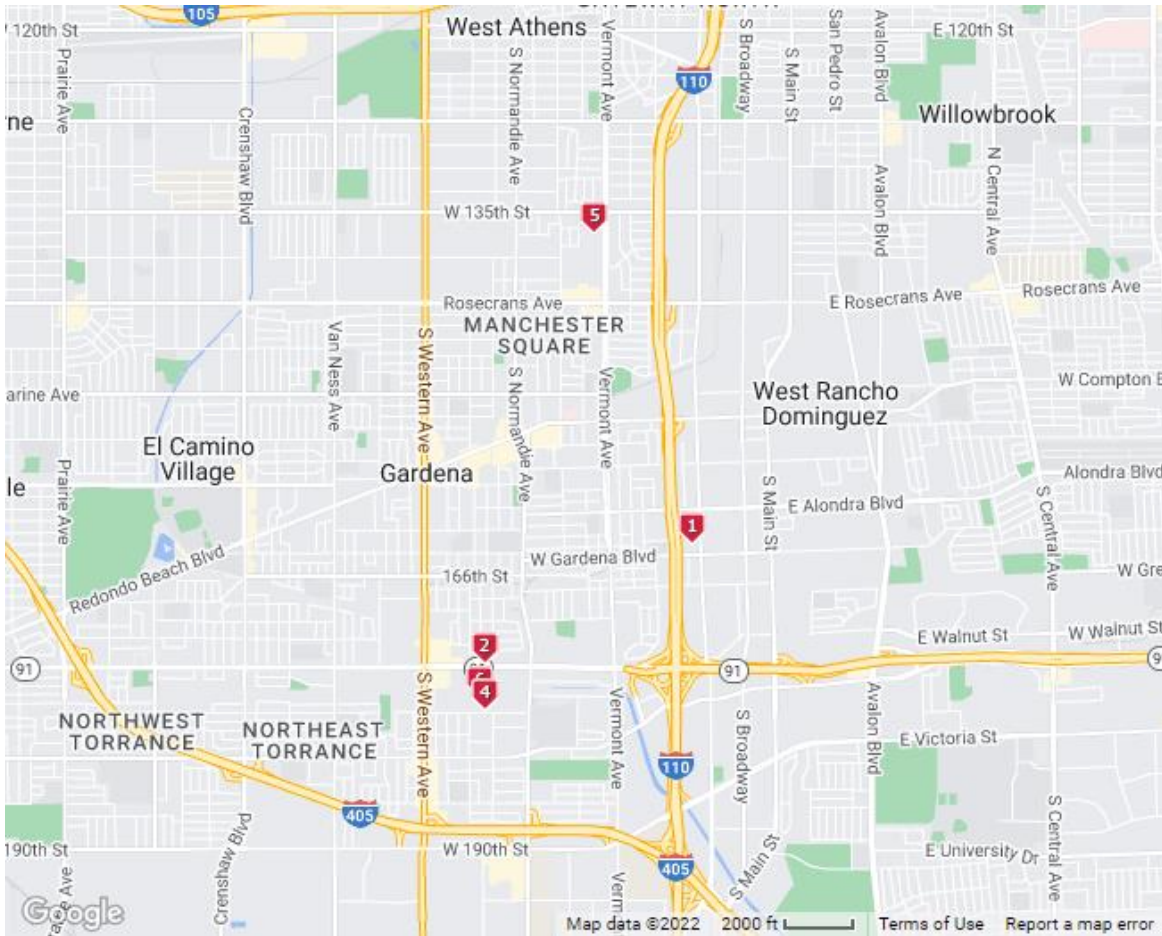 105
W 120th St
West Athens
S Normandie Ave
Vermont Ave
110
S Broadway
S Main St
San Pedro St
Avalon Blvd
E 120th St
Prairie Ave
Crenshaw Blvd
Willowbrook
N Central Ave
Avalon Blvd
W 135th St
5
Rosecrans Ave
E Rosecrans Ave
Rosecrans Ave
MANCHESTER
SQUARE
Van Ness Ave
S Western Ave
S Normandie Ave
Vermont Ave
West Rancho
Dominguez
W Compton B
arine Ave
El Camino
Village
Gardena
Prairie Ave
Alondra Blvd
E Alondra Blvd
S Main St
S Central Ave
1
W Gardena Blvd
166th St
Redondo Beach Blvd
W Gre
E Walnut St
W Walnut St
2
91
91
4
NORTHWEST
TORRANCE
NORTHEAST
TORRANCE
S Western Ave
Vermont Ave
S Broadway
Avalon Blvd
E Victoria St
110
405
190th St
W 190th St
405
Crenshaw Blvd
S Main St
E University Dr
S Central Ave
Google
Map data ©2022
2000 ft
Terms of Use
Report a map error